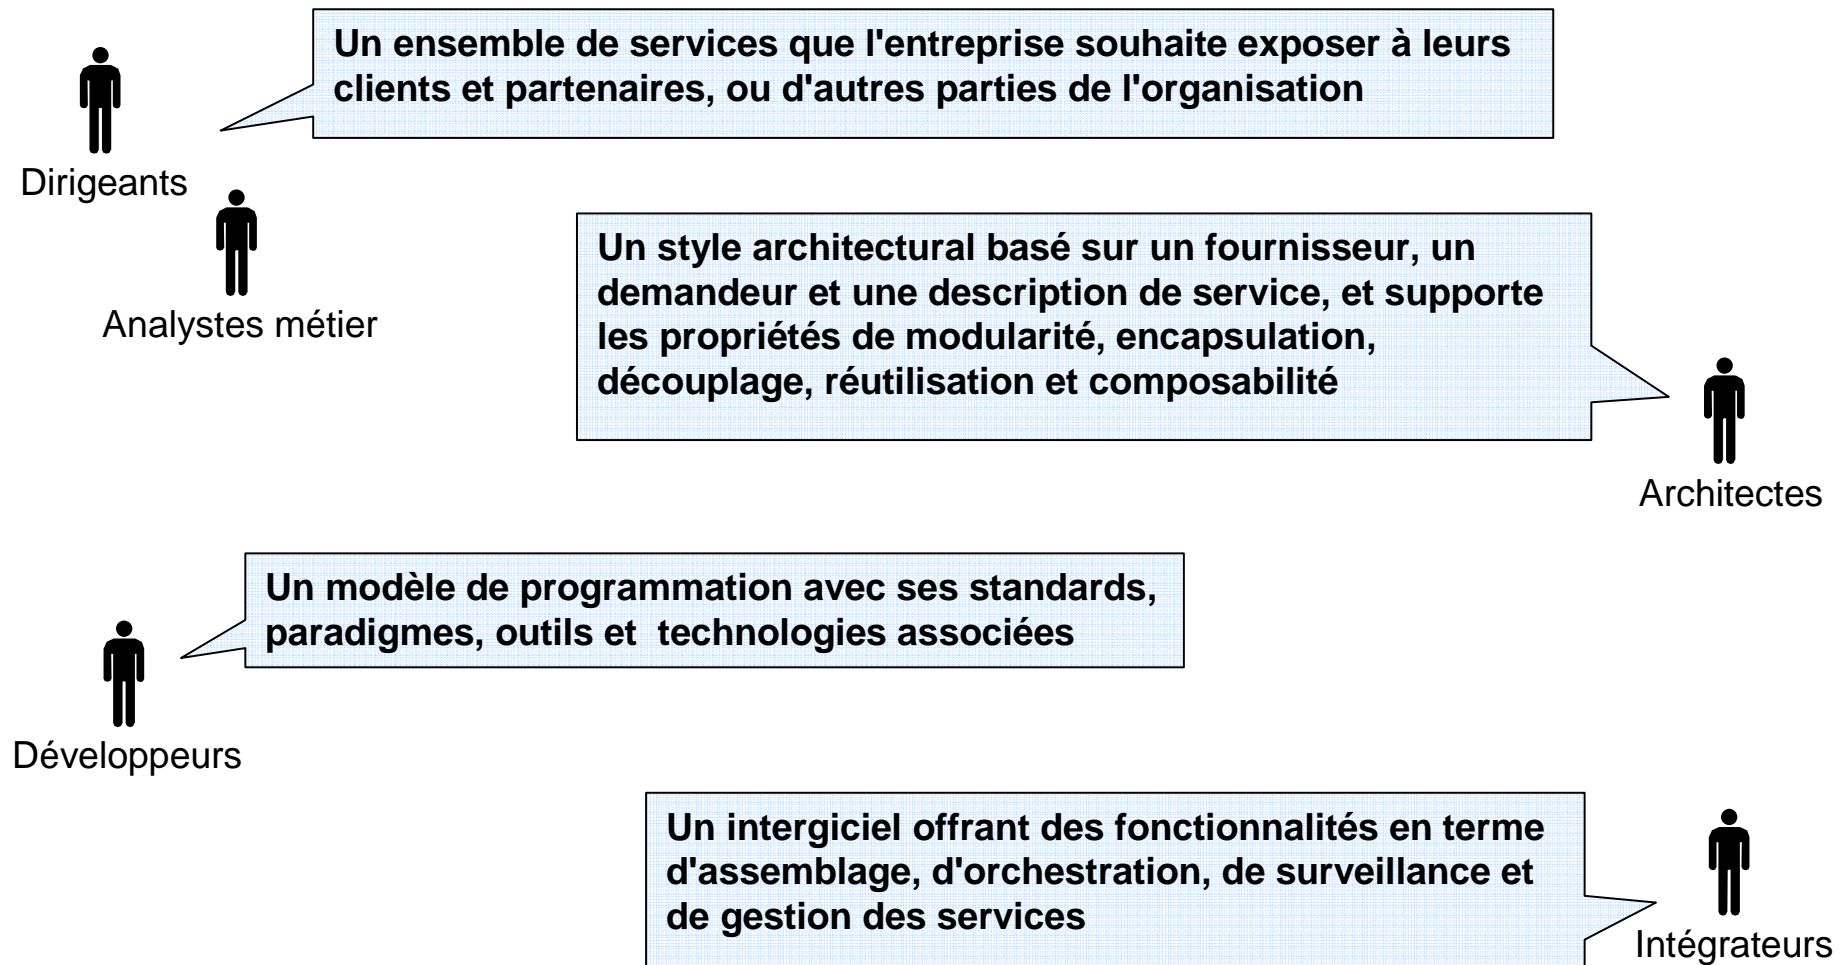 Un ensemble de services que l'entreprise souhaite exposer à leurs
clients et partenaires, ou d'autres parties de l'organisation
Dirigeants
Analystes métier
Un style architectural basé sur un fournisseur, un
demandeur et une description de service, et supporte
les propriétés de modularité, encapsulation,
découplage, réutilisation et composabilité
Architectes
Un modèle de programmation avec ses standards,
paradigmes, outils et  technologies associées
Développeurs
Un intergiciel offrant des fonctionnalités en terme
d'assemblage, d'orchestration, de surveillance et
de gestion des services
Intégrateurs